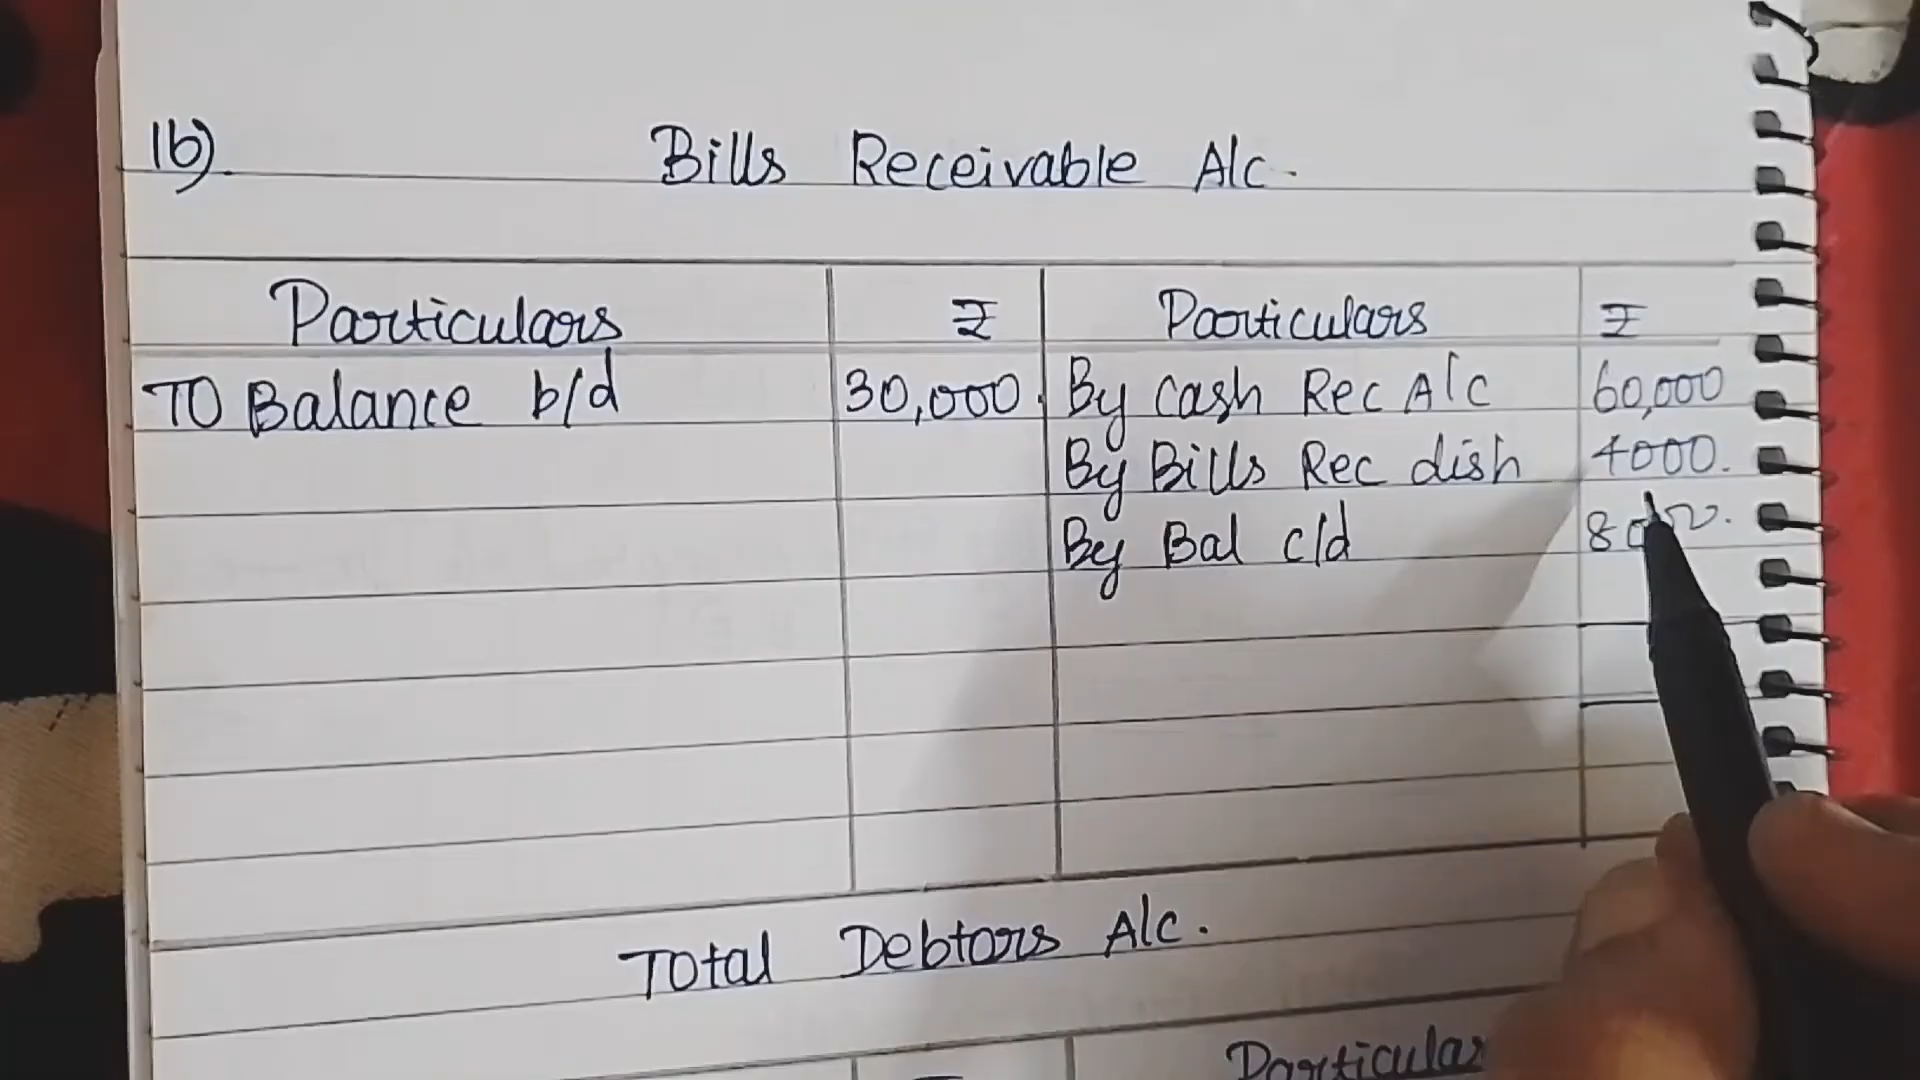 1b)
Bills Receivable A/c.
Particulars ₹ Particulars ₹
TO Balance b/d 30,000. By cash Rec A/c 60,000
By Bills Rec dish 4000.
By Bal c/d
Total Debtors A/c.